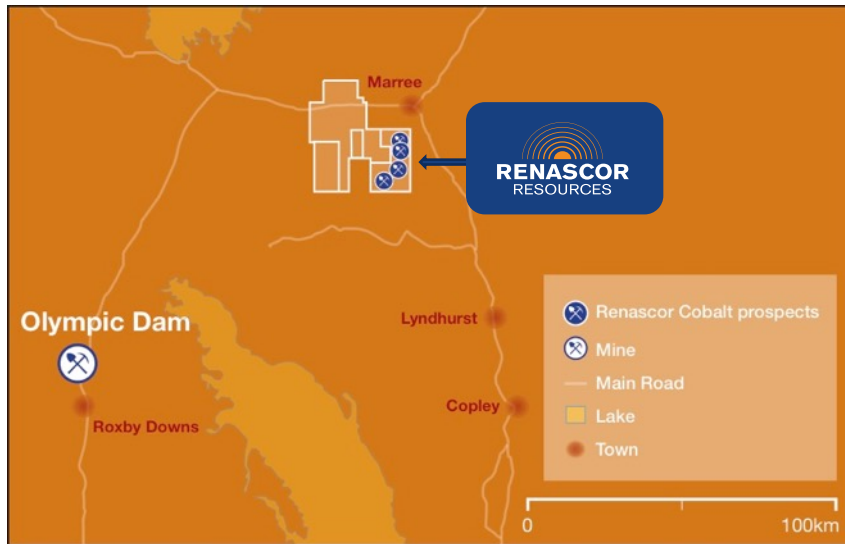 Marree
RENASCOR
RESOURCES
Olympic Dam
Lyndhurst
Roxby Downs
Copley
Renascor Cobalt prospects
Mine
Main Road
Lake
Town
0
100km